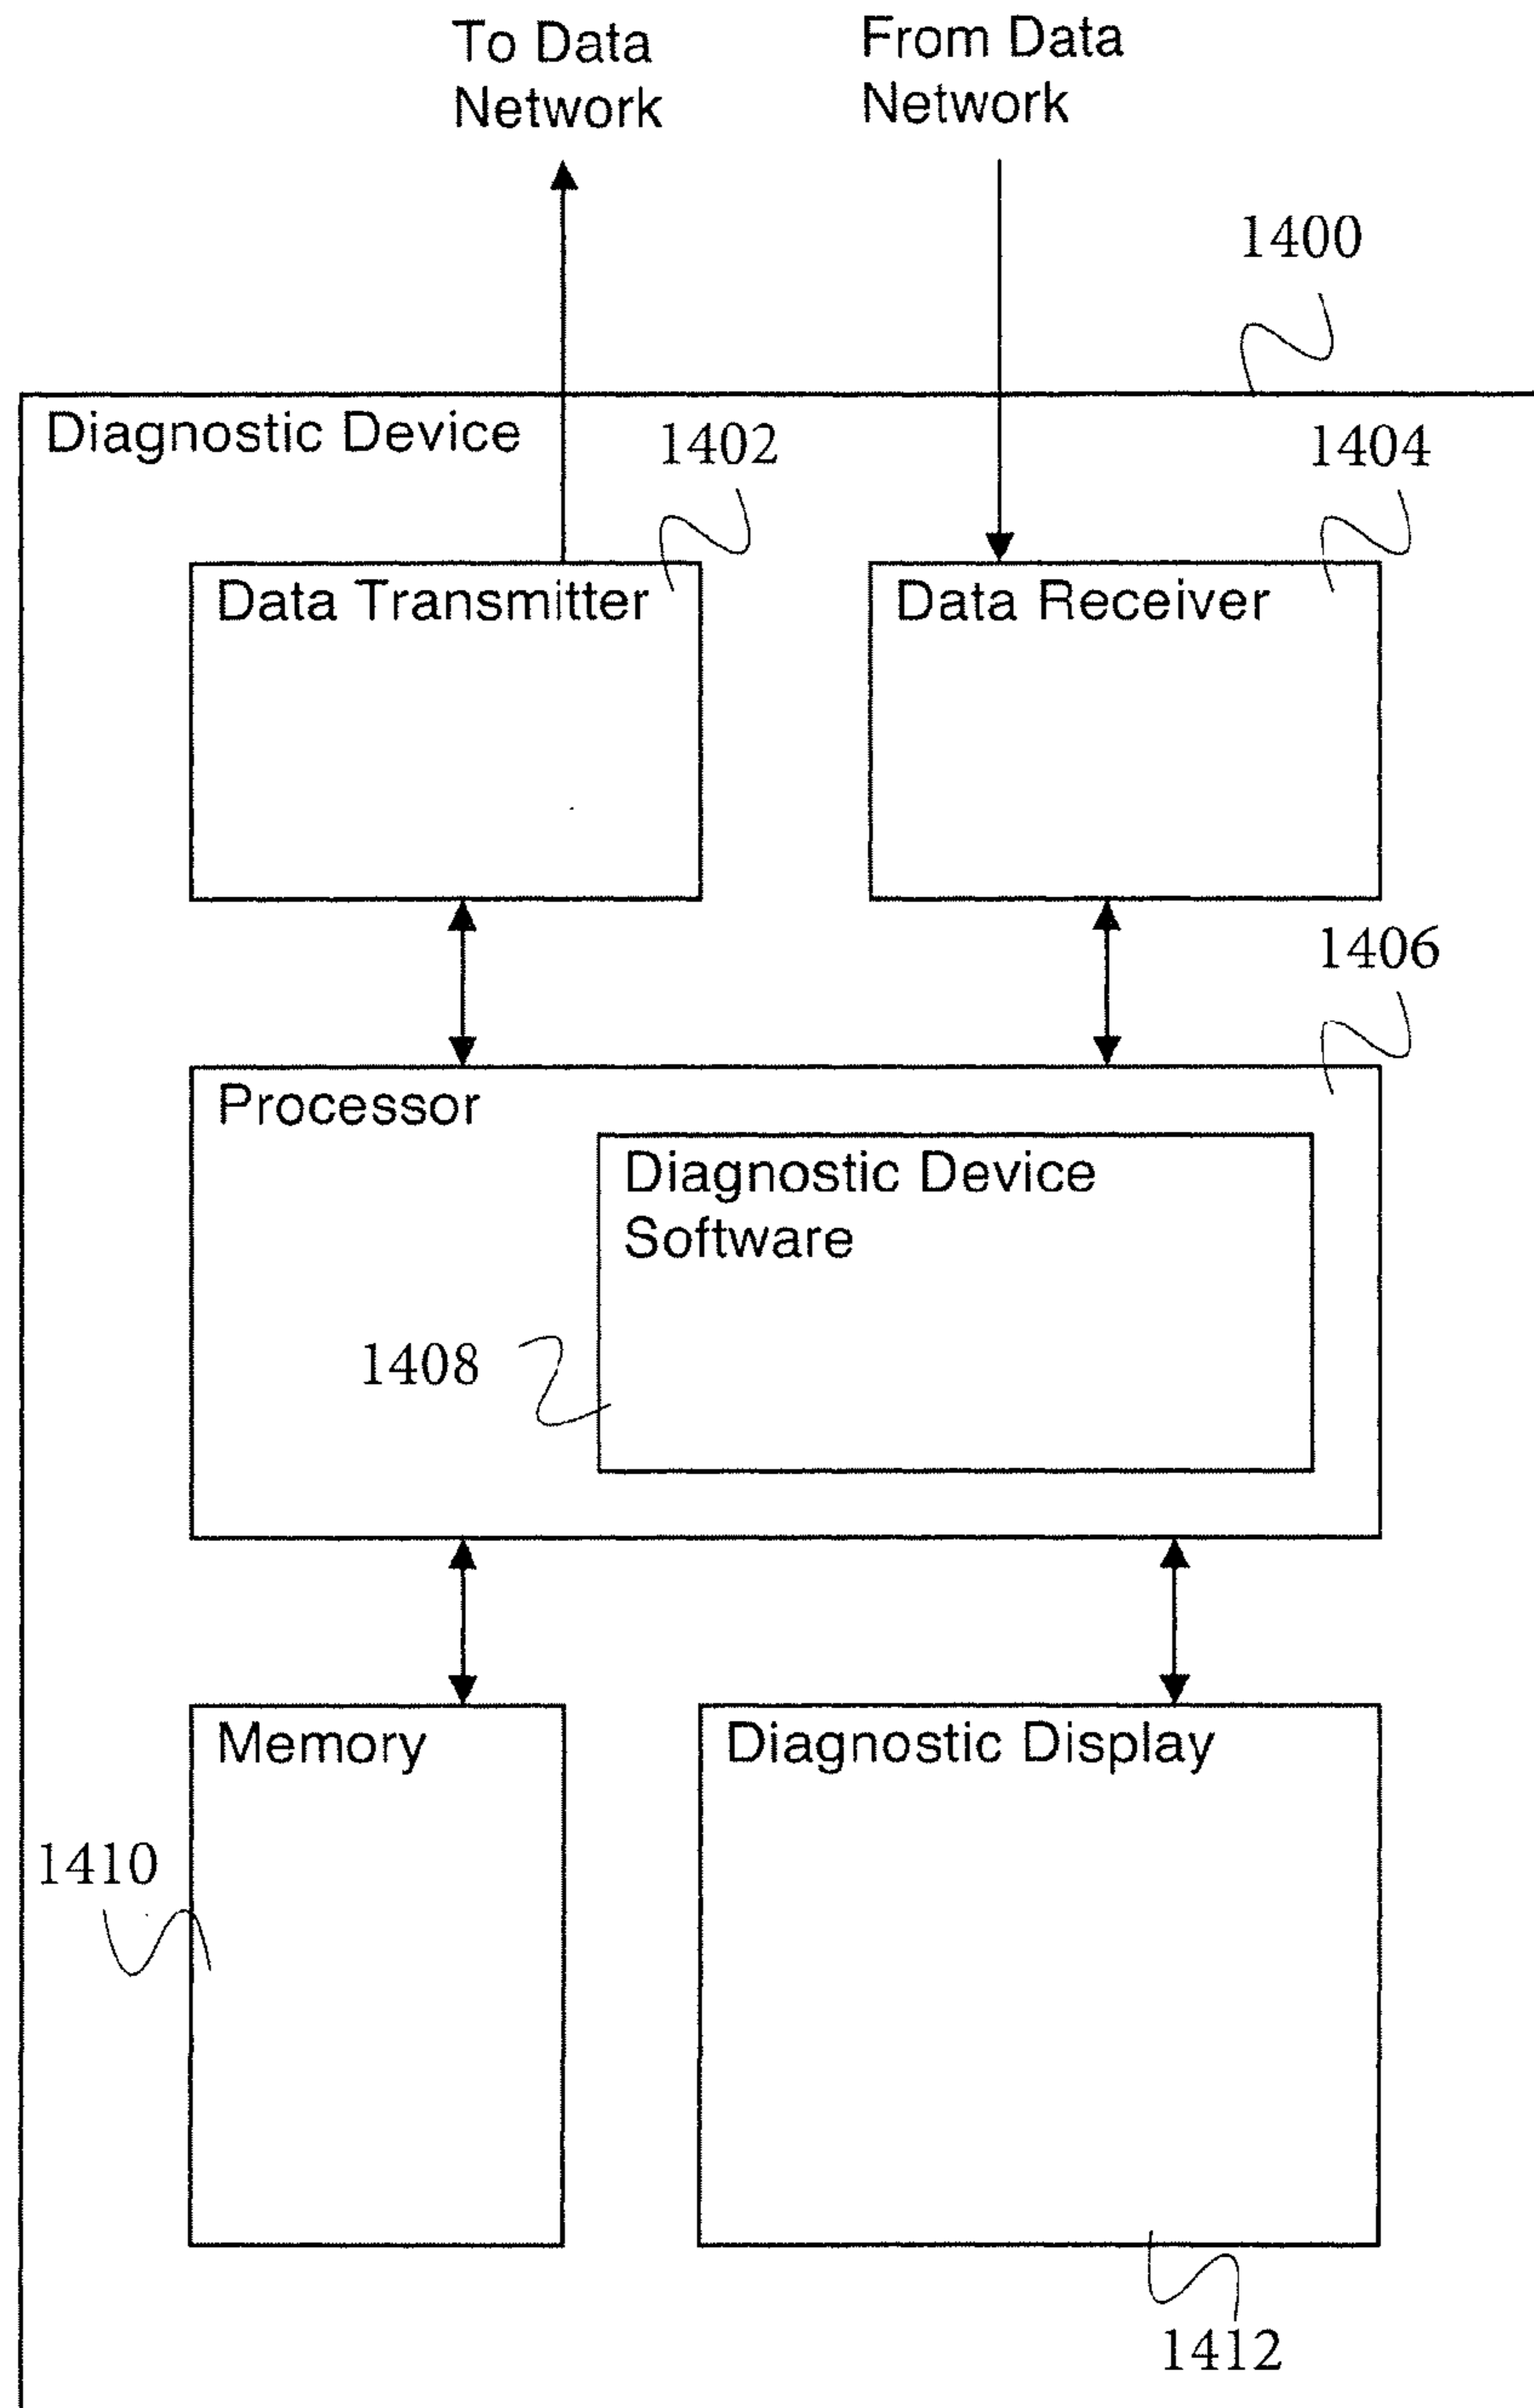 To Data
Network
From Data
Network
1400
Diagnostic Device
1402
1404
Data Transmitter
Data Receiver
1406
Processor
Diagnostic Device
Software
1408
Memory
Diagnostic Display
1410
1412